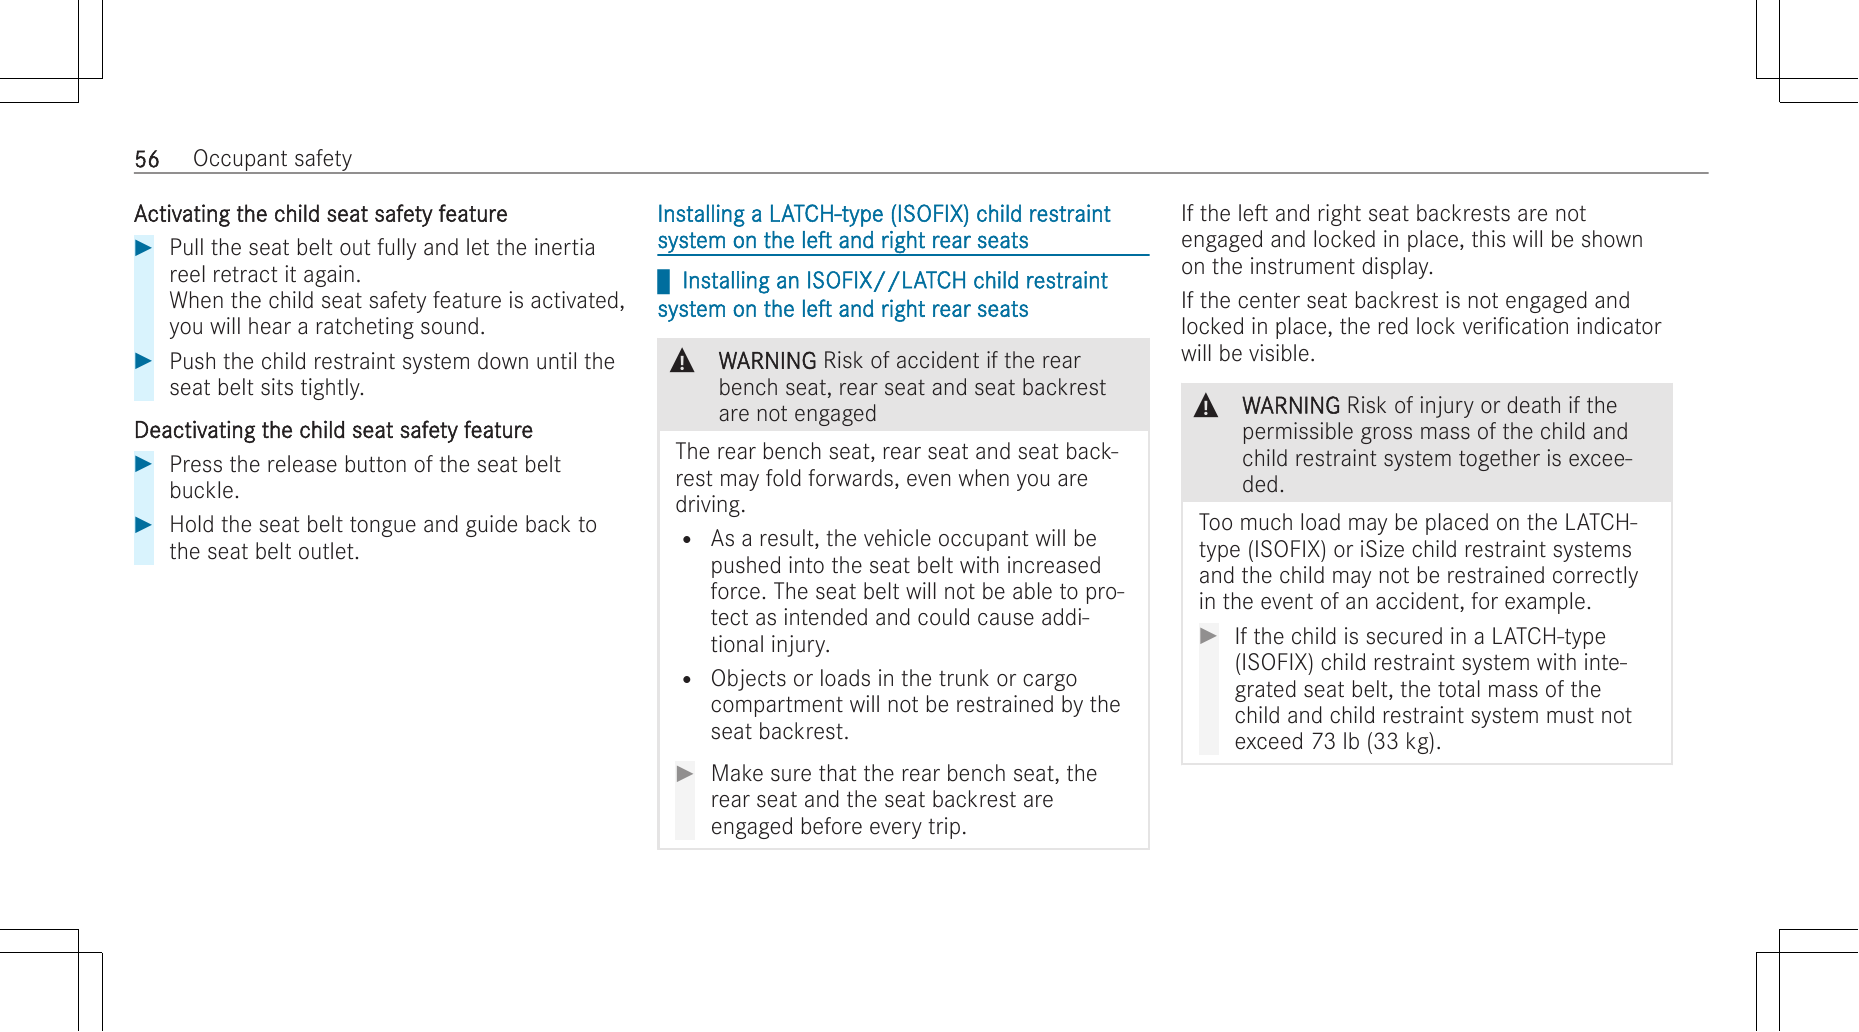 56 Occupant safety
Activating the child seat safety feature
▶ Pull the seat belt out fully and let the inertia
reel retract it again.
When the child seat safety feature is activated,
you will hear a ratcheting sound.
▶ Push the child restraint system down until the
seat belt sits tightly.
Deactivating the child seat safety feature
▶ Press the release button of the seat belt
buckle.
▶ Hold the seat belt tongue and guide back to
the seat belt outlet.
Installing a LATCH-type (ISOFIX) child restraint
system on the left and right rear seats
Installing an ISOFIX//LATCH child restraint
system on the left and right rear seats
WARNING Risk of accident if the rear
bench seat, rear seat and seat backrest
are not engaged
The rear bench seat, rear seat and seat back-
rest may fold forwards, even when you are
driving.
• As a result, the vehicle occupant will be
pushed into the seat belt with increased
force. The seat belt will not be able to pro-
tect as intended and could cause addi-
tional injury.
• Objects or loads in the trunk or cargo
compartment will not be restrained by the
seat backrest.
▶ Make sure that the rear bench seat, the
rear seat and the seat backrest are
engaged before every trip.
If the left and right seat backrests are not
engaged and locked in place, this will be shown
on the instrument display.
If the center seat backrest is not engaged and
locked in place, the red lock verification indicator
will be visible.
WARNING Risk of injury or death if the
permissible gross mass of the child and
child restraint system together is excee-
ded.
Too much load may be placed on the LATCH-
type (ISOFIX) or iSize child restraint systems
and the child may not be restrained correctly
in the event of an accident, for example.
▶ If the child is secured in a LATCH-type
(ISOFIX) child restraint system with inte-
grated seat belt, the total mass of the
child and child restraint system must not
exceed 73 lb (33 kg).